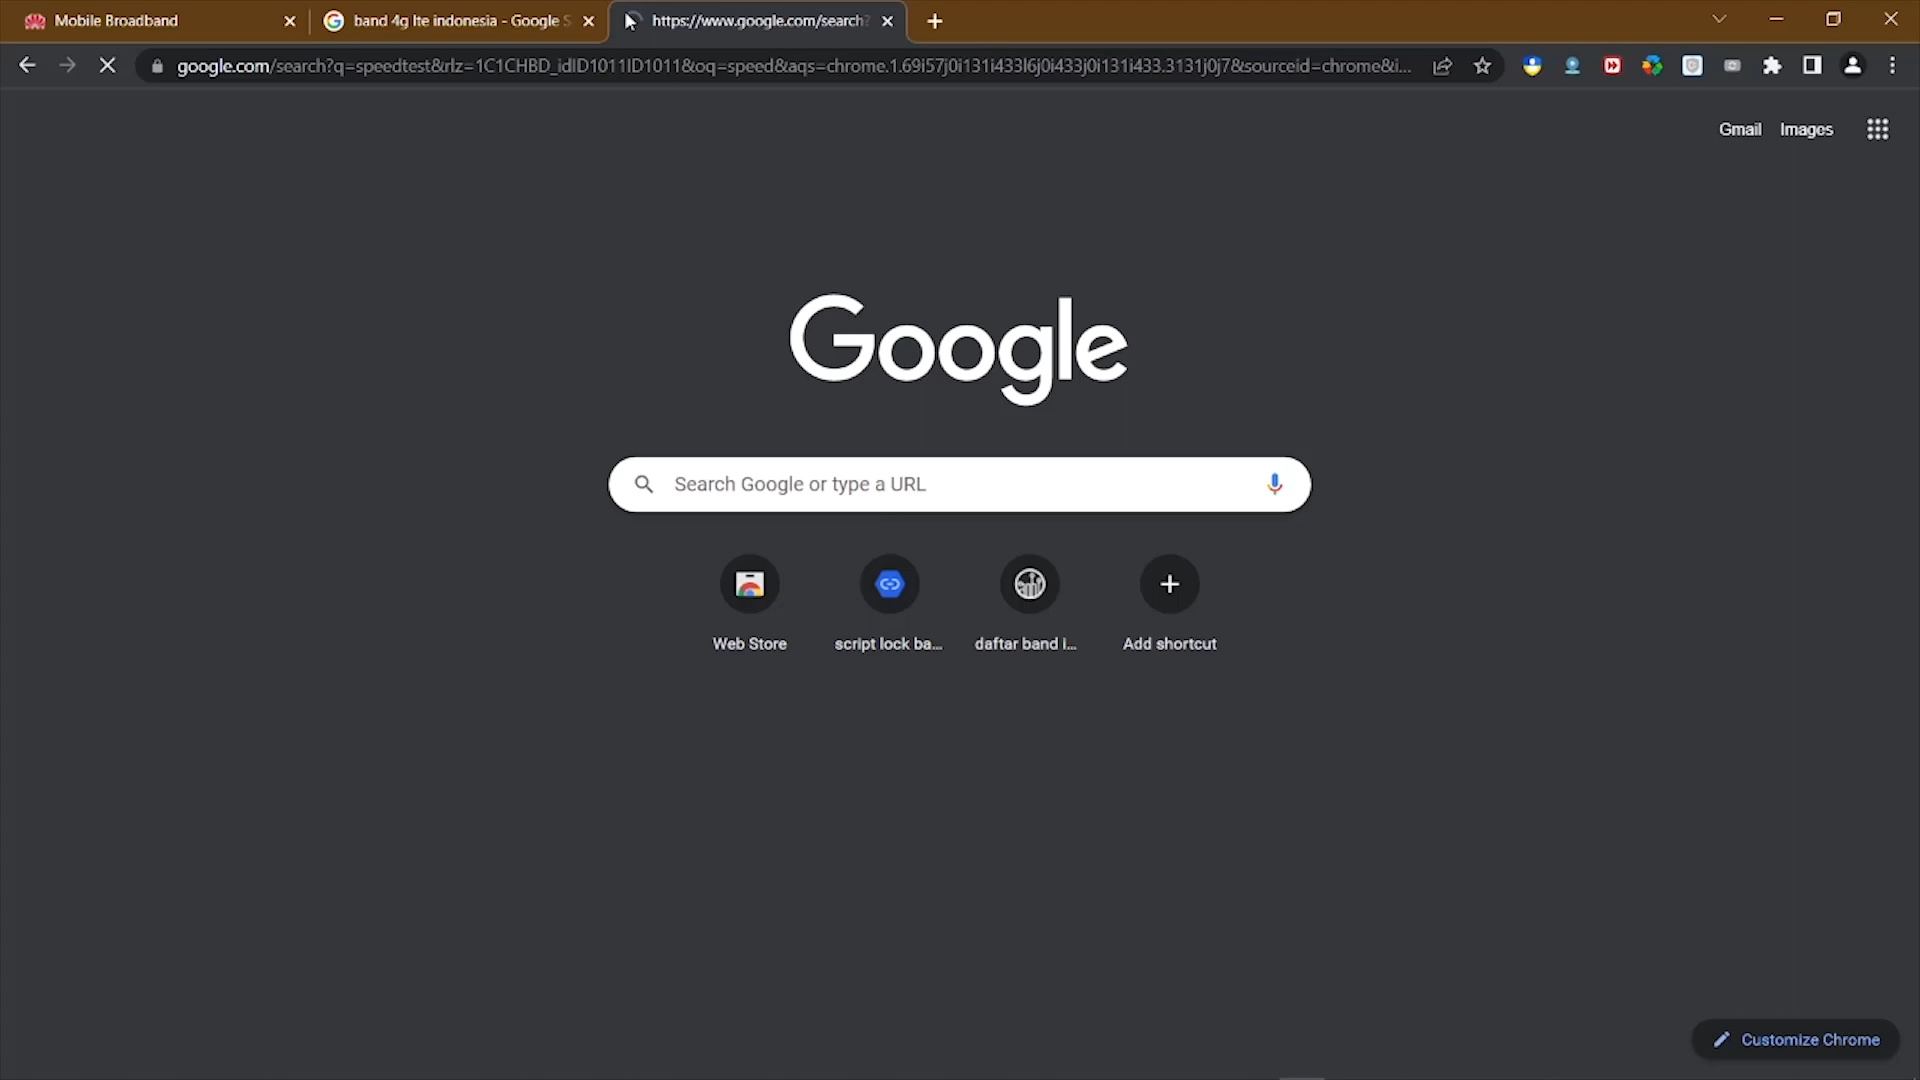 Mobile Broadband
band 4g lte indonesia - Google S
https://www.google.com/search?
google.com/search?q=speedtest&rlz=1C1CHBD_idID1011ID1011&oq=speed&aqs=chrome.1.69i57j0i131i433l6j0i433j0i131i433.3131j0j7&sourceid=chrome&i...
Gmail Images
Google
Search Google or type a URL
Web Store
script lock ba...
daftar band i...
Add shortcut
Customize Chrome